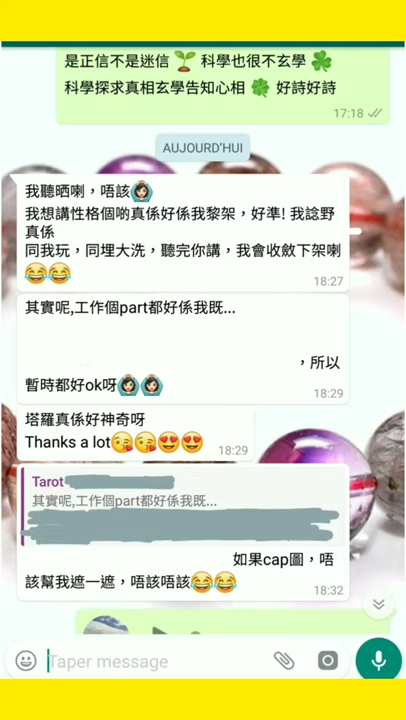 是正信不是迷信🌱 科學也很不玄學🍀
科學探求真相玄學告知心相🍀 好詩好詩
17:18
AUJOURD'HUI
我聽晒喇，唔該🙆🏻‍♀️
我想講性格個啲真係好係我黎架，好準! 我諗野真係
同我玩，同埋大洗，聽完你講，我會收斂下架喇😂😂
18:27
其實呢,工作個part都好係我既...
，所以
暫時都好ok呀🙆🏻‍♀️🙆🏻‍♀️
18:29
塔羅真係好神奇呀
Thanks a lot😘😘😍😍
18:29
Tarot
其實呢,工作個part都好係我既...
如果cap圖，唔
該幫我遮一遮，唔該唔該😂😂
18:32
Taper message